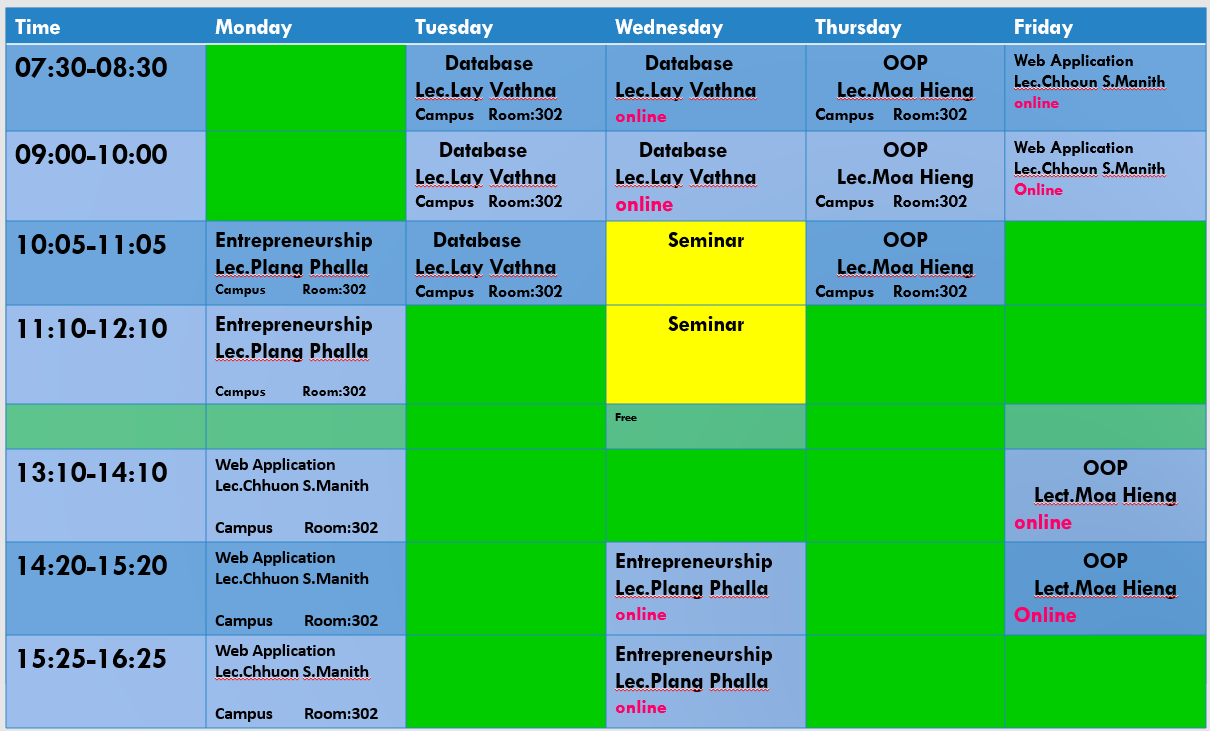 Time Monday Tuesday Wednesday Thursday Friday
07:30-08:30
Database
Lec.Lay Vathna
Campus Room:302
Database
Lec.Lay Vathna
online
OOP
Lec.Moa Hieng
Campus Room:302
Web Application
Lec.Chhoun S.Manith
online
09:00-10:00
Database
Lec.Lay Vathna
Campus Room:302
Database
Lec.Lay Vathna
online
OOP
Lec.Moa Hieng
Campus Room:302
Web Application
Lec.Chhoun S.Manith
Online
10:05-11:05
Entrepreneurship
Lec.Plang Phalla
Campus Room:302
Database
Lec.Lay Vathna
Campus Room:302
Seminar
OOP
Lec.Moa Hieng
Campus Room:302
11:10-12:10
Entrepreneurship
Lec.Plang Phalla
Campus Room:302
Seminar
Free
13:10-14:10
Web Application
Lec.Chhuon S.Manith
Campus Room:302
OOP
Lect.Moa Hieng
online
14:20-15:20
Web Application
Lec.Chhuon S.Manith
Campus Room:302
Entrepreneurship
Lec.Plang Phalla
online
OOP
Lect.Moa Hieng
Online
15:25-16:25
Web Application
Lec.Chhuon S.Manith
Campus Room:302
Entrepreneurship
Lec.Plang Phalla
online